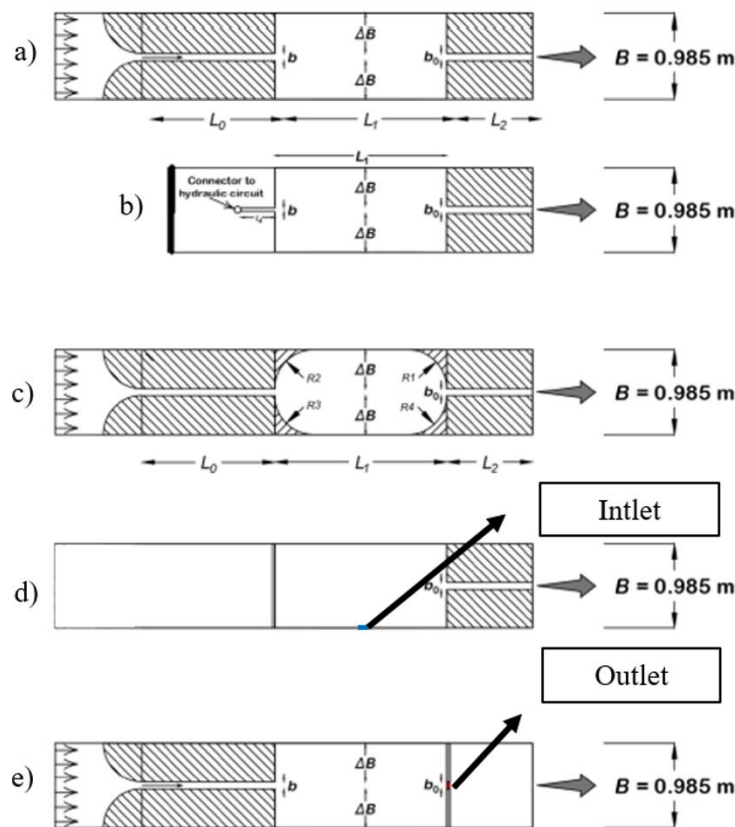 a)
ΔB
b
b₀
ΔB
B = 0.985 m
L₀
L₁
L₂
L₁
b)
Connector to
hydraulic circuit
ΔB
b
b₀
ΔB
B = 0.985 m
c)
R2
ΔB
R1
b₀
R3
ΔB
R4
B = 0.985 m
L₀
L₁
L₂
Intlet
d)
b₀
B = 0.985 m
Outlet
e)
ΔB
b
b₀
ΔB
B = 0.985 m